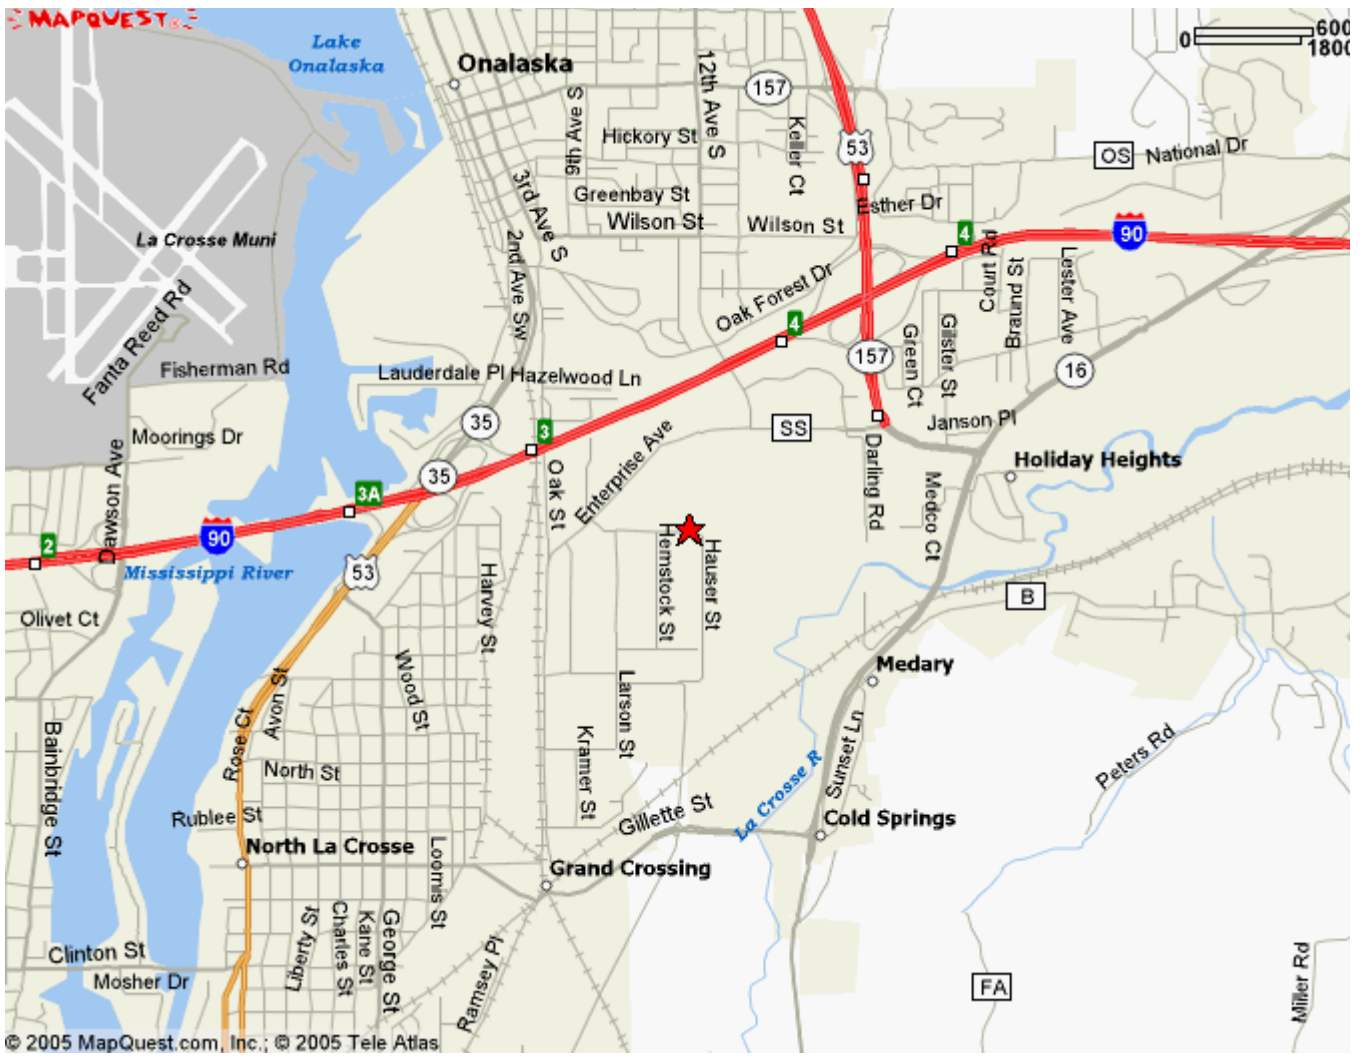 MAPQUEST®
Lake
Onalaska
Onalaska
600
0
1800
12th Ave S
157
Keller Ct
9th Ave S
Hickory St
53
OS
National Dr
3rd Ave S
Greenbay St
Esther Dr
Wilson St
Wilson St
La Crosse Muni
2nd Ave Sw
4
90
Court Rd
Braund St
Lester Ave
Oak Forest Dr
Fanta Reed Rd
4
Green Ct
Gilster St
157
16
Fisherman Rd
Lauderdale Pl
Hazelwood Ln
35
3
SS
Janson Pl
Moorings Dr
Enterprise Ave
Darling Rd
Holiday Heights
35
3A
Oak St
Medco Ct
Dawson Ave
90
2
Mississippi River
53
Hemstock St
Hauser St
Harvey St
B
Olivet Ct
Wood St
Medary
Avon St
Larson St
Rose Ct
Bainbridge St
Kramer St
Sunset Ln
Peters Rd
North St
La Crosse R
Rublee St
Gillette St
Cold Springs
North La Crosse
Loomis St
Grand Crossing
Liberty St
Charles St
Kane St
George St
Ramsey Pl
Clinton St
Mosher Dr
FA
Miller Rd
© 2005 MapQuest.com, Inc.; © 2005 Tele Atlas